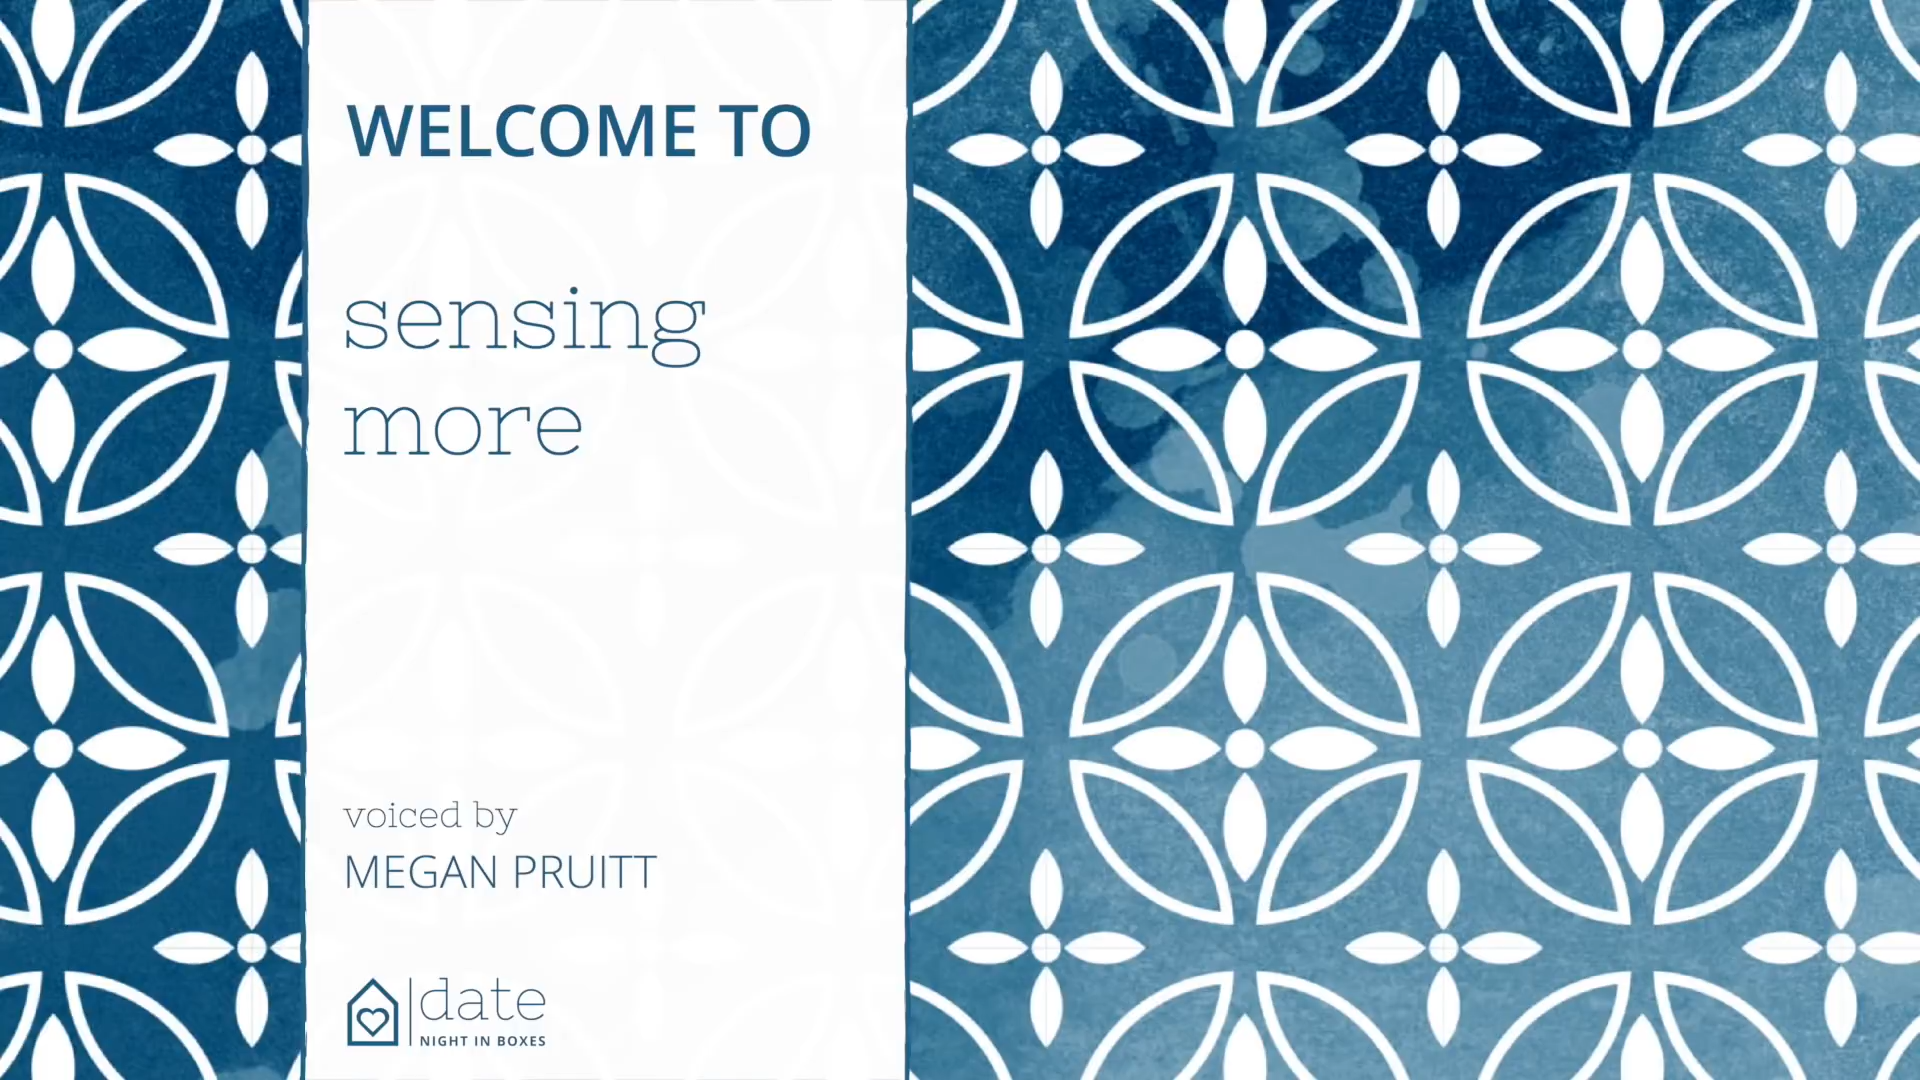 WELCOME TO
sensing
more
voiced by
MEGAN PRUITT
date
NIGHT IN BOXES